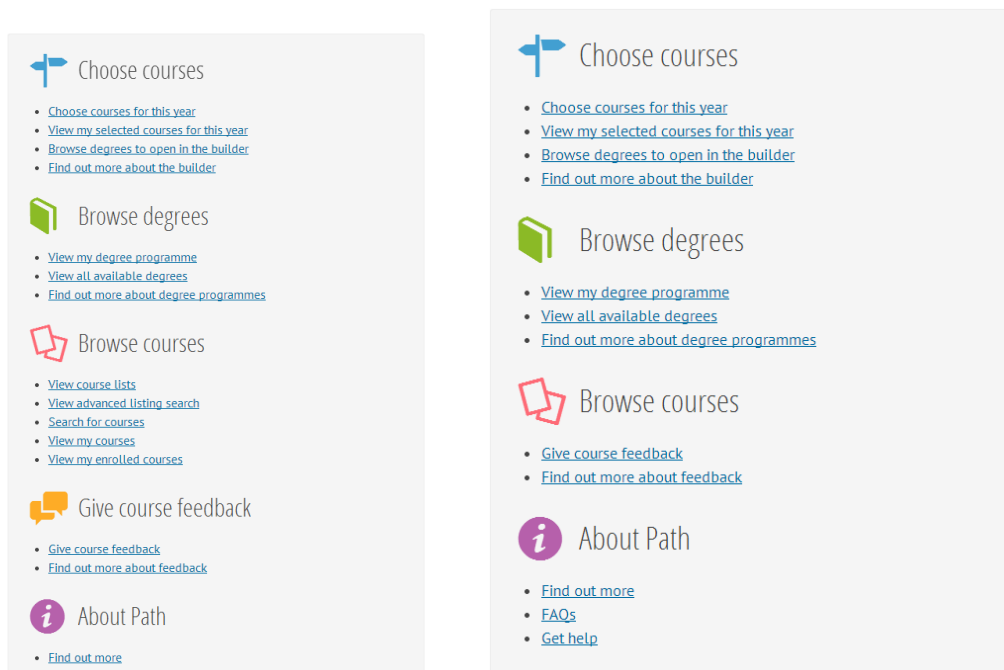 Choose courses
Choose courses for this year
View my selected courses for this year
Browse degrees to open in the builder
Find out more about the builder
Browse degrees
View my degree programme
View all available degrees
Find out more about degree programmes
Browse courses
View course lists
View advanced listing search
Search for courses
View my courses
View my enrolled courses
Give course feedback
Give course feedback
Find out more about feedback
About Path
Find out more
Choose courses
Choose courses for this year
View my selected courses for this year
Browse degrees to open in the builder
Find out more about the builder
Browse degrees
View my degree programme
View all available degrees
Find out more about degree programmes
Browse courses
Give course feedback
Find out more about feedback
About Path
Find out more
FAQs
Get help